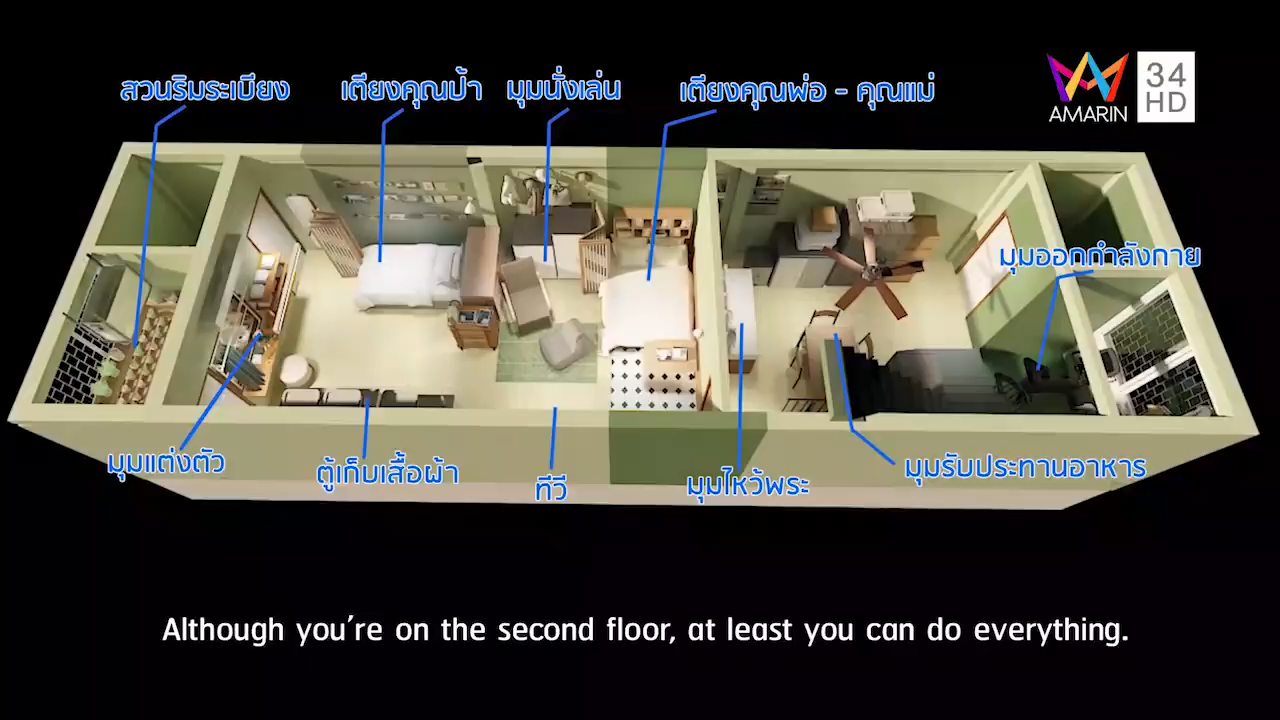 สวนริมระเบียง
เตียงคุณป้า
มุมนั่งเล่น
เตียงคุณพ่อ - คุณแม่
AMARIN
34
HD
มุมออกกำลังกาย
มุมแต่งตัว
ตู้เก็บเสื้อผ้า
ทีวี
มุมไหว้พระ
มุมรับประทานอาหาร
Although you're on the second floor, at least you can do everything.